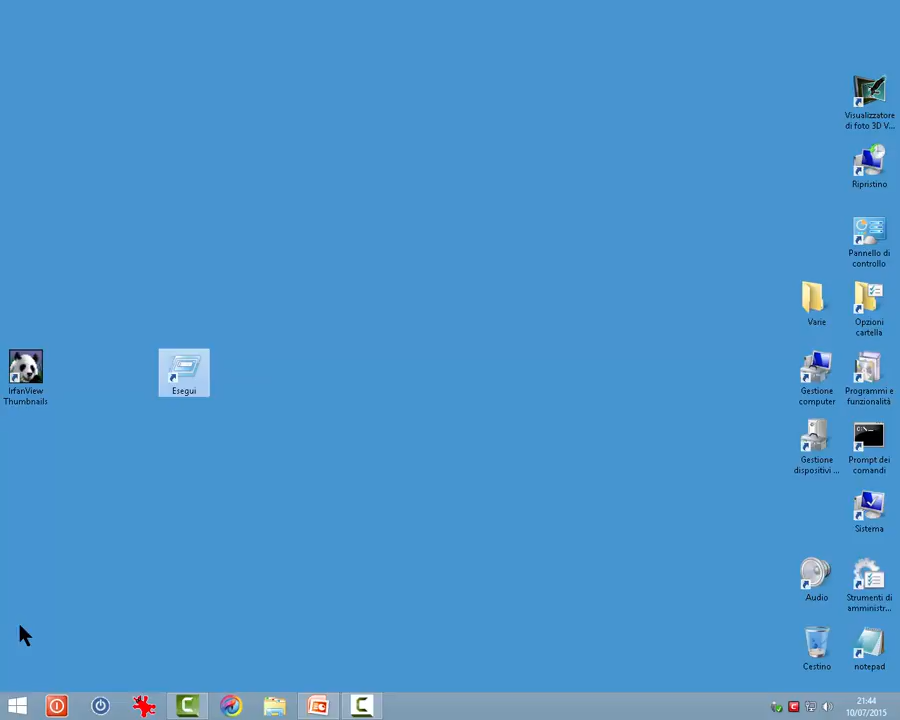 Visualizzatore
di foto 3D V...
Ripristino
Pannello di
controllo
Varie
Opzioni
cartella
IrfanView
Thumbnails
Esegui
Gestione
computer
Programmi e
funzionalità
Gestione
dispositivi ...
Prompt dei
comandi
Sistema
Audio
Strumenti di
amministr...
Cestino
notepad
21:44
10/07/2015